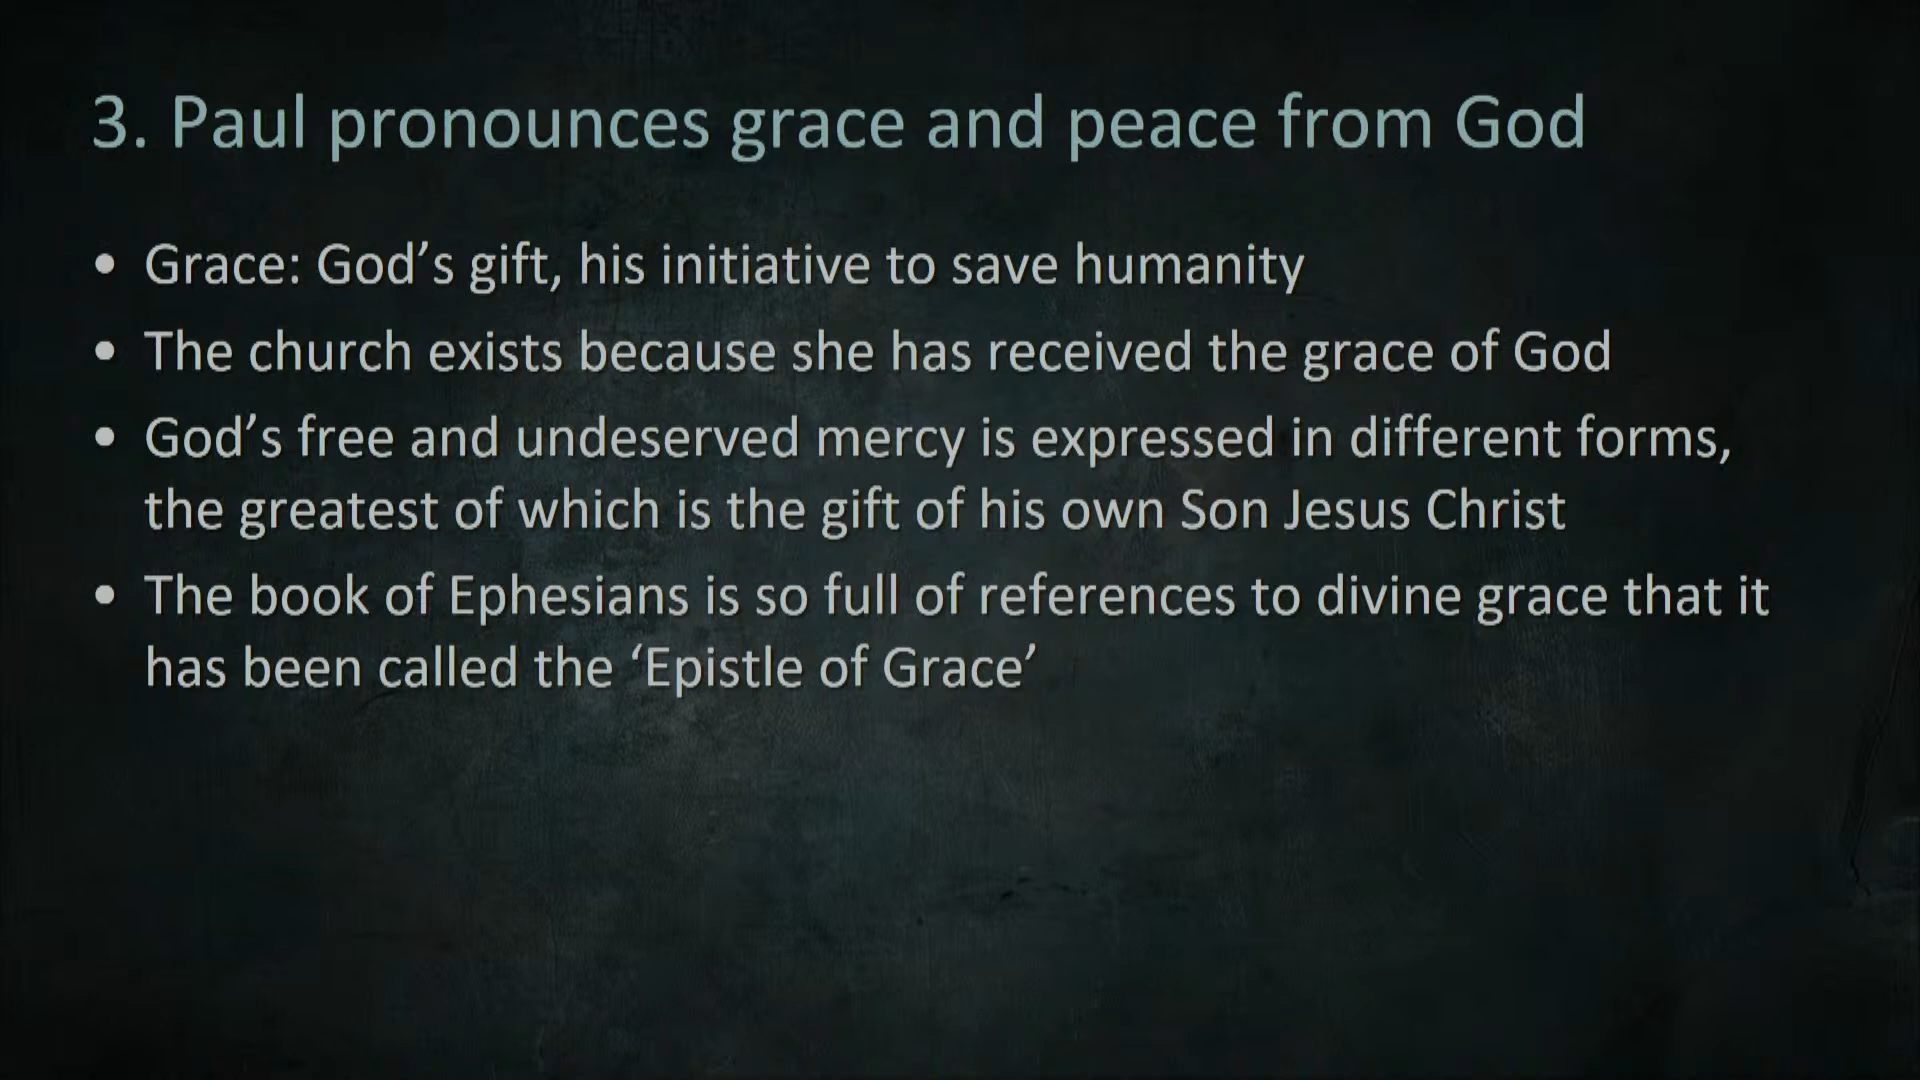 3. Paul pronounces grace and peace from God
• Grace: God’s gift, his initiative to save humanity
• The church exists because she has received the grace of God
• God’s free and undeserved mercy is expressed in different forms,
the greatest of which is the gift of his own Son Jesus Christ
• The book of Ephesians is so full of references to divine grace that it
has been called the ‘Epistle of Grace’